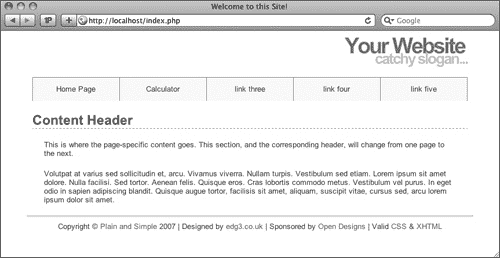 Welcome to this Site!
http://localhost/index.php
Google
Your Website
catchy slogan...
Home Page
Calculator
link three
link four
link five
Content Header
This is where the page-specific content goes. This section, and the corresponding header, will change from one page to
the next.
Volutpat at varius sed sollicitudin et, arcu. Vivamus viverra. Nullam turpis. Vestibulum sed etiam. Lorem ipsum sit amet
dolore. Nulla facilisi. Sed tortor. Aenean felis. Quisque eros. Cras lobortis commodo metus. Vestibulum vel purus. In eget
odio in sapien adipiscing blandit. Quisque augue tortor, facilisis sit amet, aliquam, suscipit vitae, cursus sed, arcu lorem
ipsum dolor sit amet.
Copyright © Plain and Simple 2007 | Designed by edg3.co.uk | Sponsored by Open Designs | Valid CSS & XHTML